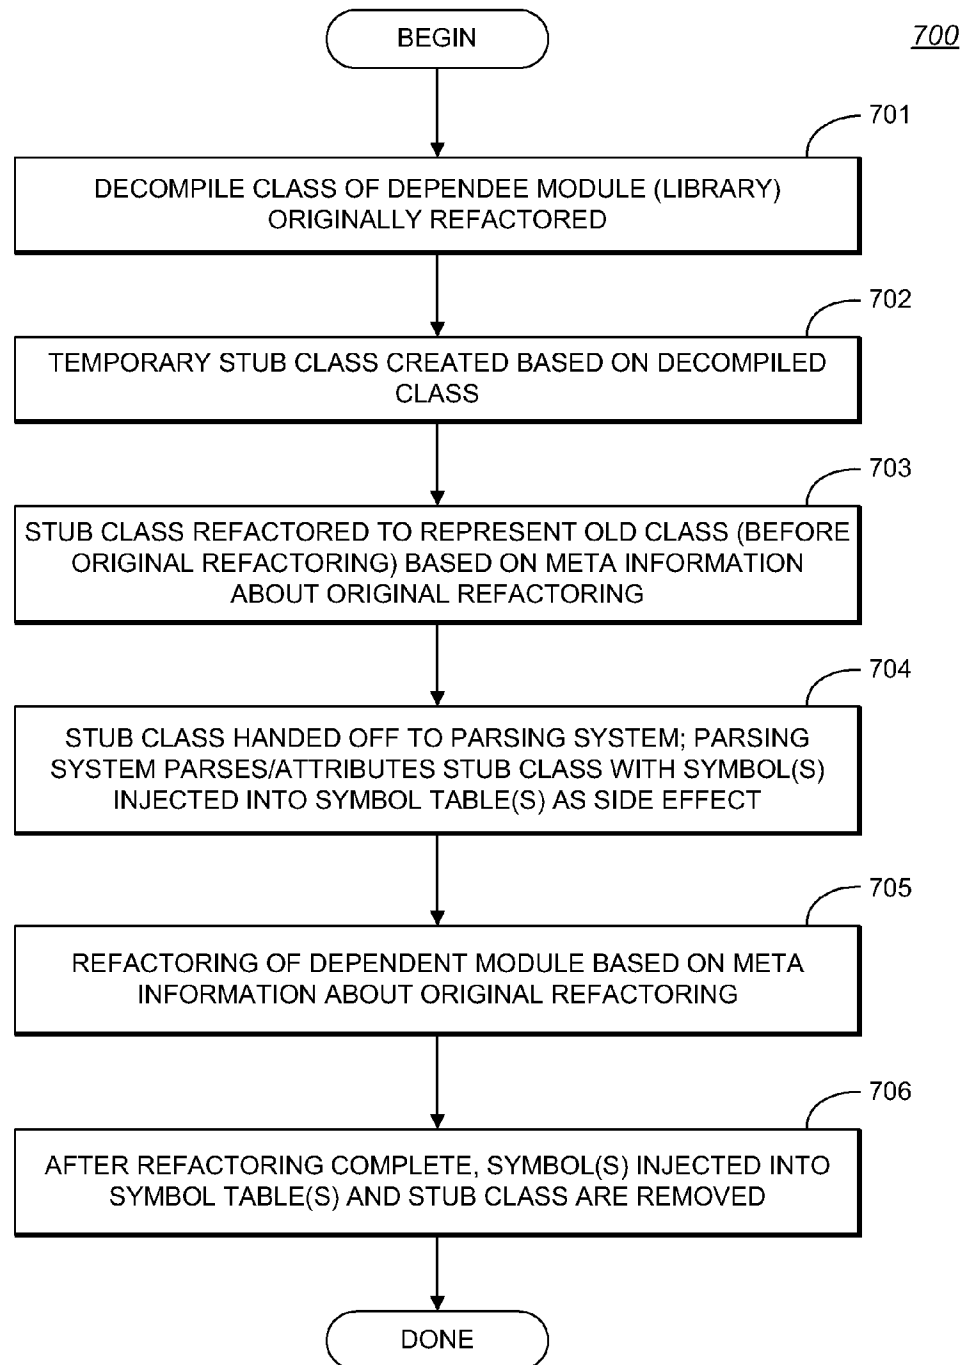 BEGIN
700
701
DECOMPILE CLASS OF DEPENDEE MODULE (LIBRARY)
ORIGINALLY REFACTORED
702
TEMPORARY STUB CLASS CREATED BASED ON DECOMPILED
CLASS
703
STUB CLASS REFACTORED TO REPRESENT OLD CLASS (BEFORE
ORIGINAL REFACTORING) BASED ON META INFORMATION
ABOUT ORIGINAL REFACTORING
704
STUB CLASS HANDED OFF TO PARSING SYSTEM; PARSING
SYSTEM PARSES/ATTRIBUTES STUB CLASS WITH SYMBOL(S)
INJECTED INTO SYMBOL TABLE(S) AS SIDE EFFECT
705
REFACTORING OF DEPENDENT MODULE BASED ON META
INFORMATION ABOUT ORIGINAL REFACTORING
706
AFTER REFACTORING COMPLETE, SYMBOL(S) INJECTED INTO
SYMBOL TABLE(S) AND STUB CLASS ARE REMOVED
DONE